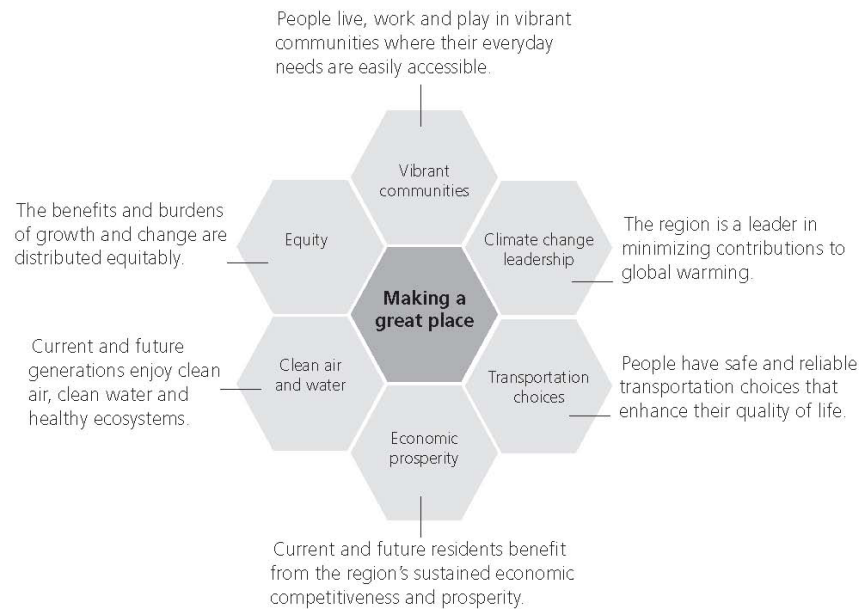 People live, work and play in vibrant
communities where their everyday
needs are easily accessible.
Vibrant
communities
The benefits and burdens
of growth and change are
distributed equitably.
Equity
Climate change
leadership
The region is a leader in
minimizing contributions to
global warming.
Making a
great place
Current and future
generations enjoy clean
air, clean water and
healthy ecosystems.
Clean air
and water
Transportation
choices
People have safe and reliable
transportation choices that
enhance their quality of life.
Economic
prosperity
Current and future residents benefit
from the region's sustained economic
competitiveness and prosperity.